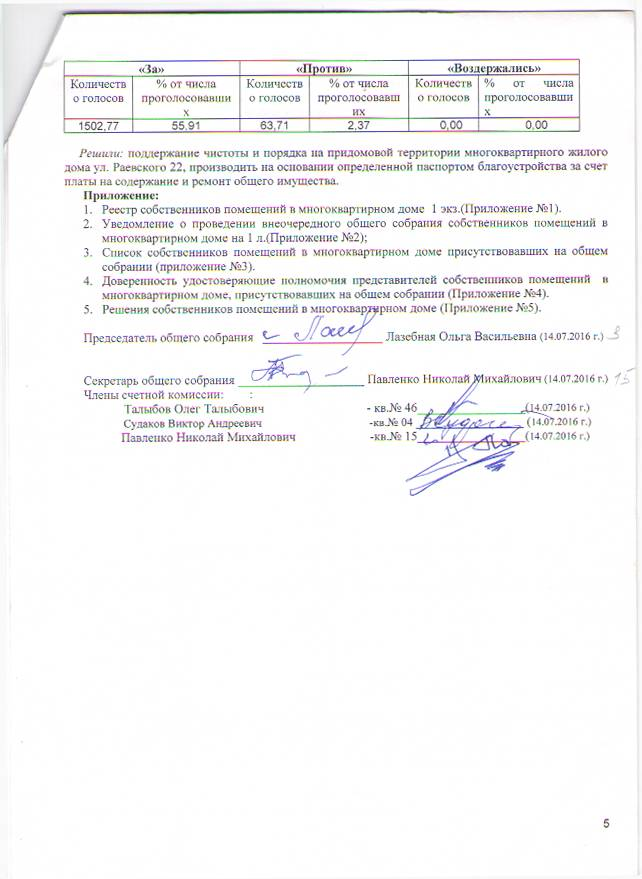 «За» «Против» «Воздержались»
Количеств о голосов % от числа проголосовавши х Количеств о голосов % от числа проголосовавш их Количеств о голосов % от числа проголосовавши х
1502,77 55,91 63,71 2,37 0,00 0,00
Решили: поддержание чистоты и порядка на придомовой территории многоквартирного жилого
дома ул. Раевского 22, производить на основании определенной паспортом благоустройства за счет
платы на содержание и ремонт общего имущества.
Приложение:
1. Реестр собственников помещений в многоквартирном доме 1 экз.(Приложение №1).
2. Уведомление о проведении внеочередного общего собрания собственников помещений в
многоквартирном доме на 1 л.(Приложение №2);
3. Список собственников помещений в многоквартирном доме присутствовавших на общем
собрании (приложение №3).
4. Доверенность удостоверяющие полномочия представителей собственников помещений в
многоквартирном доме, присутствовавших на общем собрании (Приложение №4).
5. Решения собственников помещений в многоквартирном доме (Приложение №5).
Председатель общего собрания Лазебная Ольга Васильевна (14.07.2016 г.) 3
Секретарь общего собрания Павленко Николай Михайлович (14.07.2016 г.) 15
Члены счетной комиссии: :
Талыбов Олег Талыбович - кв.№ 46 (14.07.2016 г.)
Судаков Виктор Андреевич -кв.№ 04 (14.07.2016 г.)
Павленко Николай Михайлович -кв.№ 15 (14.07.2016 г.)
5